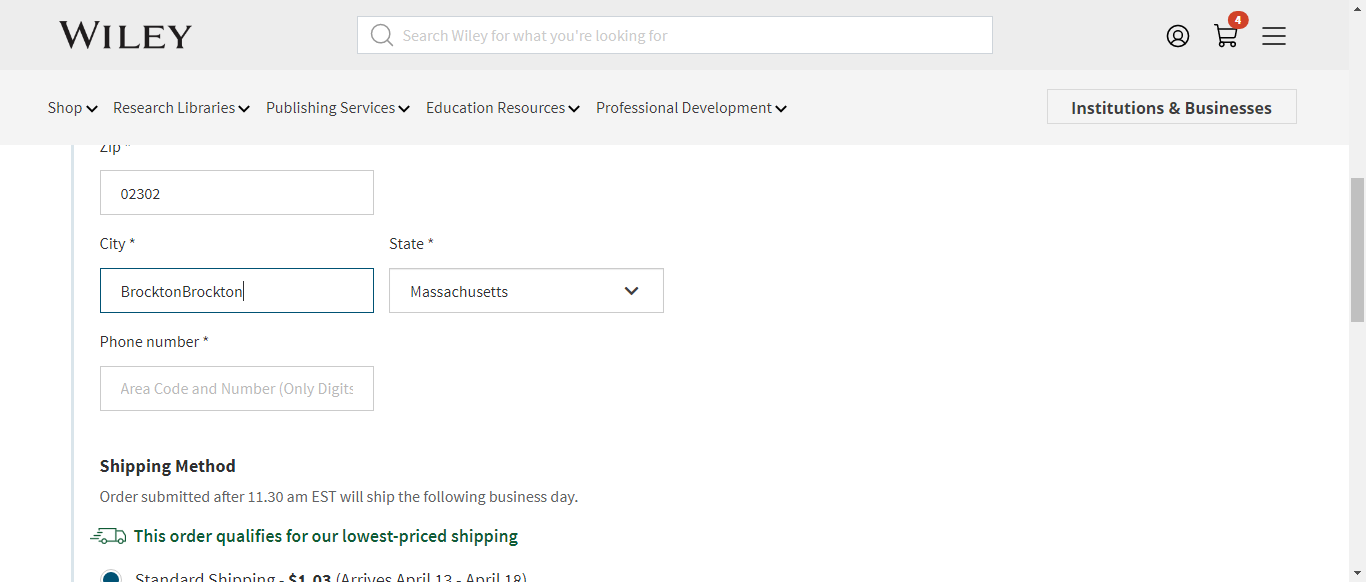 WILEY
Search Wiley for what you're looking for
4
Shop Research Libraries Publishing Services Education Resources Professional Development
Institutions & Businesses
Zip *
02302
City * State *
BrocktonBrockton Massachusetts
Phone number *
Area Code and Number (Only Digits
Shipping Method
Order submitted after 11.30 am EST will ship the following business day.
This order qualifies for our lowest-priced shipping
Standard Shipping - $1.03 (Arrives April 13 - April 18)